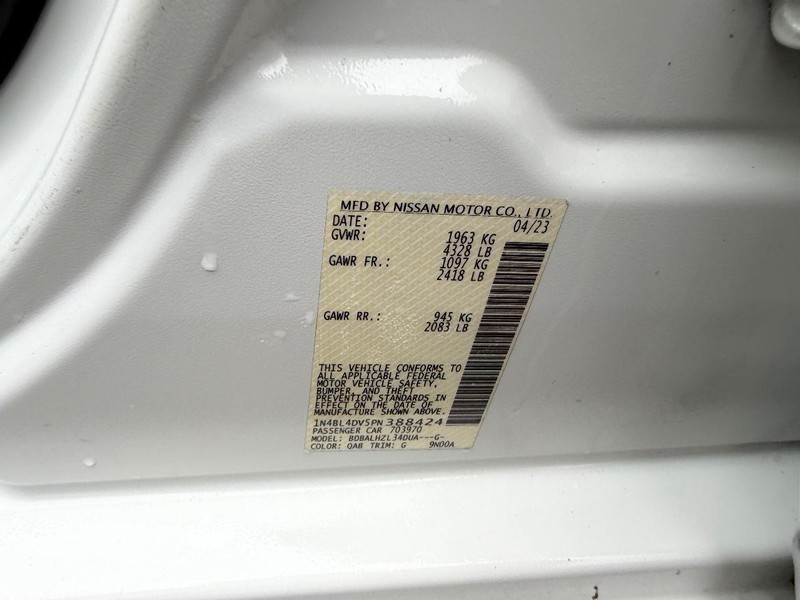 MFD BY NISSAN MOTOR CO., LTD.
DATE: 04/23
GVWR: 1963 KG
4328 LB
GAWR FR.: 1097 KG
2418 LB
GAWR RR.: 945 KG
2083 LB
THIS VEHICLE CONFORMS TO
ALL APPLICABLE FEDERAL
MOTOR VEHICLE SAFETY,
BUMPER, AND THEFT
PREVENTION STANDARDS IN
EFFECT ON THE DATE OF
MANUFACTURE SHOWN ABOVE.
1N4BL4DV5PN388424
PASSENGER CAR 703970
MODEL: BDBALHZL34DUA---G-
COLOR: QAB TRIM: G 9N00A